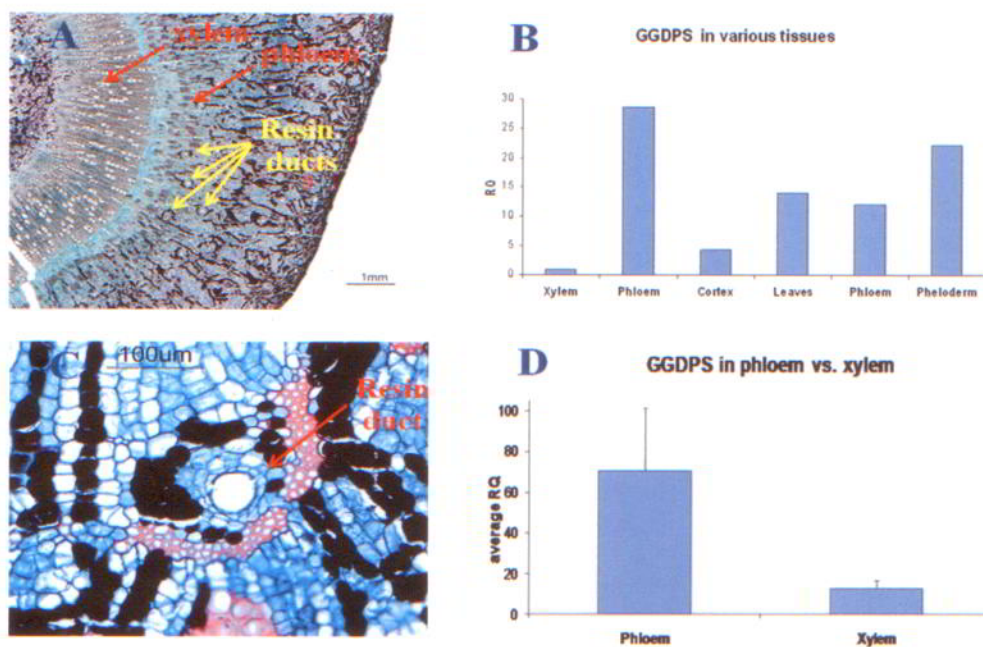 A
xylem
phloem
Resin
ducts
1mm
B
GGDPS in various tissues
30
25
20
15
10
5
0
RQ
Xylem
Phloem
Cortex
Leaves
Phloem
Pheloderm
C
100um
Resin
duct
D
GGDPS in phloem vs. xylem
100
80
60
40
20
0
average RQ
Phloem
Xylem